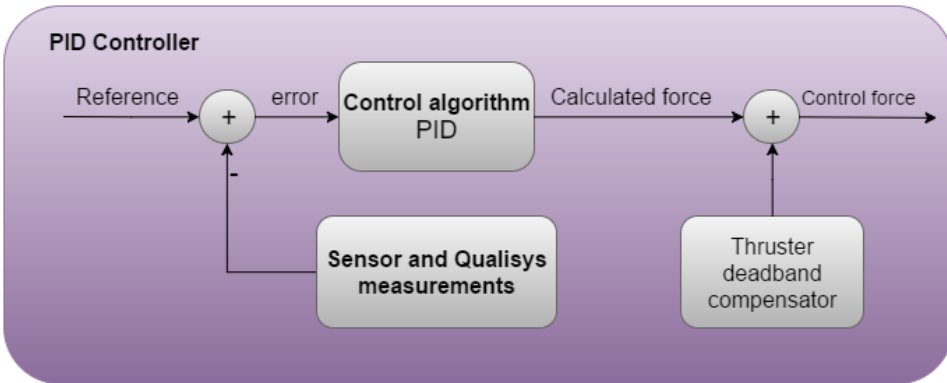 PID Controller
Reference
+
error
Control algorithm
PID
Calculated force
+
Control force
-
Sensor and Qualisys
measurements
Thruster
deadband
compensator